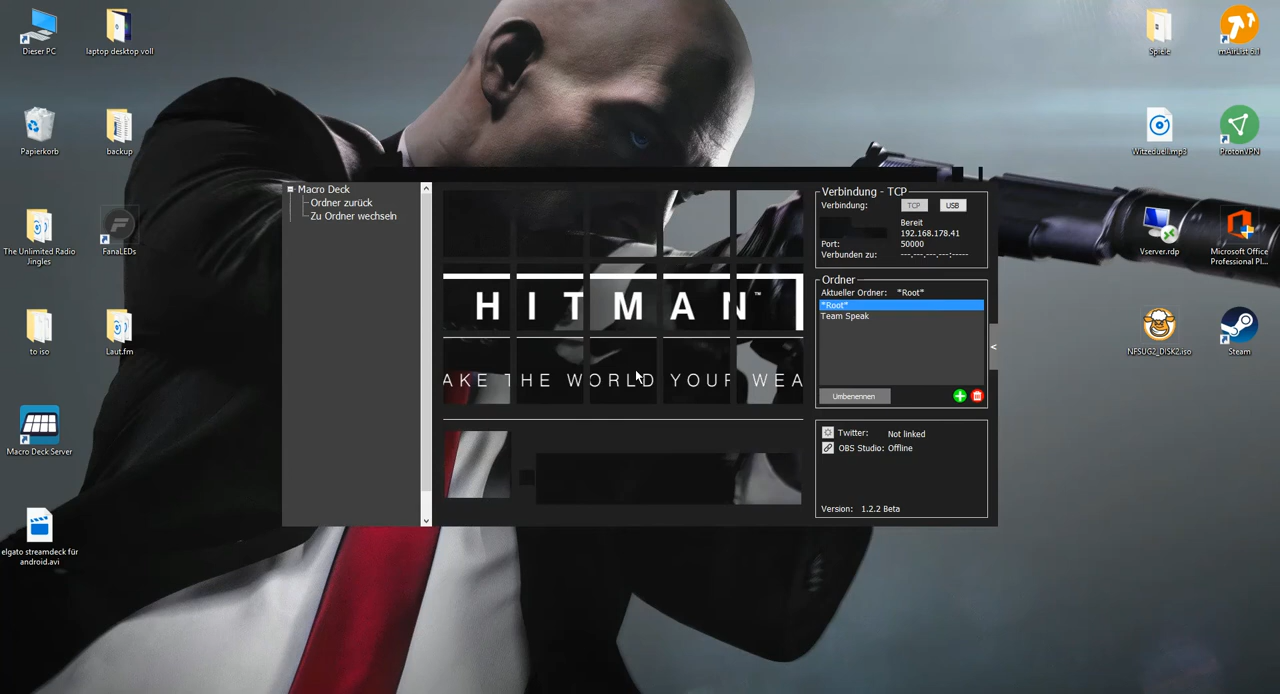 Dieser PC
laptop desktop voll
Papierkorb
backup
The Unlimited Radio
Jingles
FanaLEDs
to iso
Laut.fm
Macro Deck Server
elgato streamdeck für
android.avi
Macro Deck
Ordner zurück
Zu Ordner wechseln
HITMAN™
AKE THE WORLD YOUR WEA
Verbindung - TCP
Verbindung: TCP USB
Bereit
192.168.178.41
Port: 50000
Verbunden zu: ---.---.---.---:-----
Ordner
Aktueller Ordner: *Root*
*Root*
Team Speak
Umbenennen
<
Twitter: Not linked
OBS Studio: Offline
Version: 1.2.2 Beta
Spiele
mAirList 6.1
Witzeduell.mp3
ProtonVPN
Vserver.rdp
Microsoft Office
Professional Pl...
NFSUG2_DISK2.iso
Steam